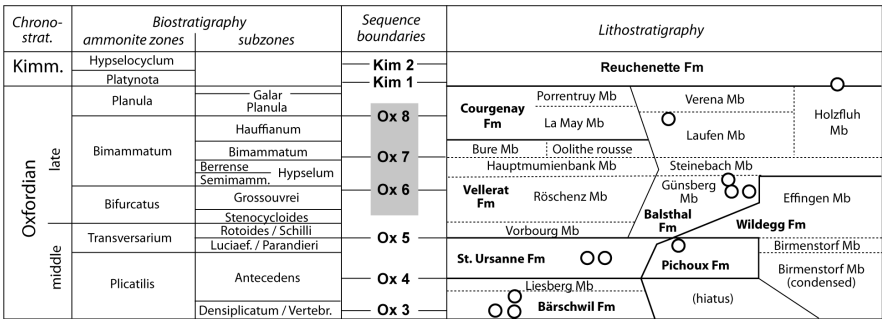 Chrono-
strat.
Biostratigraphy
ammonite zones
subzones
Sequence
boundaries
Lithostratigraphy
Kimm.
Hypselocyclum
Platynota
Kim 2
Kim 1
Reuchenette Fm
Oxfordian
late
middle
Planula
Galar
Planula
Bimammatum
Hauffianum
Bimammatum
Berrense
Semimamm.
Hypselum
Bifurcatus
Grossouvrei
Stenocycloides
Transversarium
Rotoides / Schilli
Luciaef. / Parandieri
Plicatilis
Antecedens
Densiplicatum / Vertebr.
Ox 8
Ox 7
Ox 6
Ox 5
Ox 4
Ox 3
Courgenay
Fm
Porrentruy Mb
La May Mb
Verena Mb
Laufen Mb
Holzfluh
Mb
Bure Mb
Oolithe rousse
Hauptmumienbank Mb
Steinebach Mb
Vellerat
Fm
Röschenz Mb
Günsberg
Mb
Effingen Mb
Balsthal
Fm
Wildegg Fm
Vorbourg Mb
St. Ursanne Fm
Pichoux Fm
Birmenstorf Mb
Birmenstorf Mb
(condensed)
Liesberg Mb
Bärschwil Fm
(hiatus)